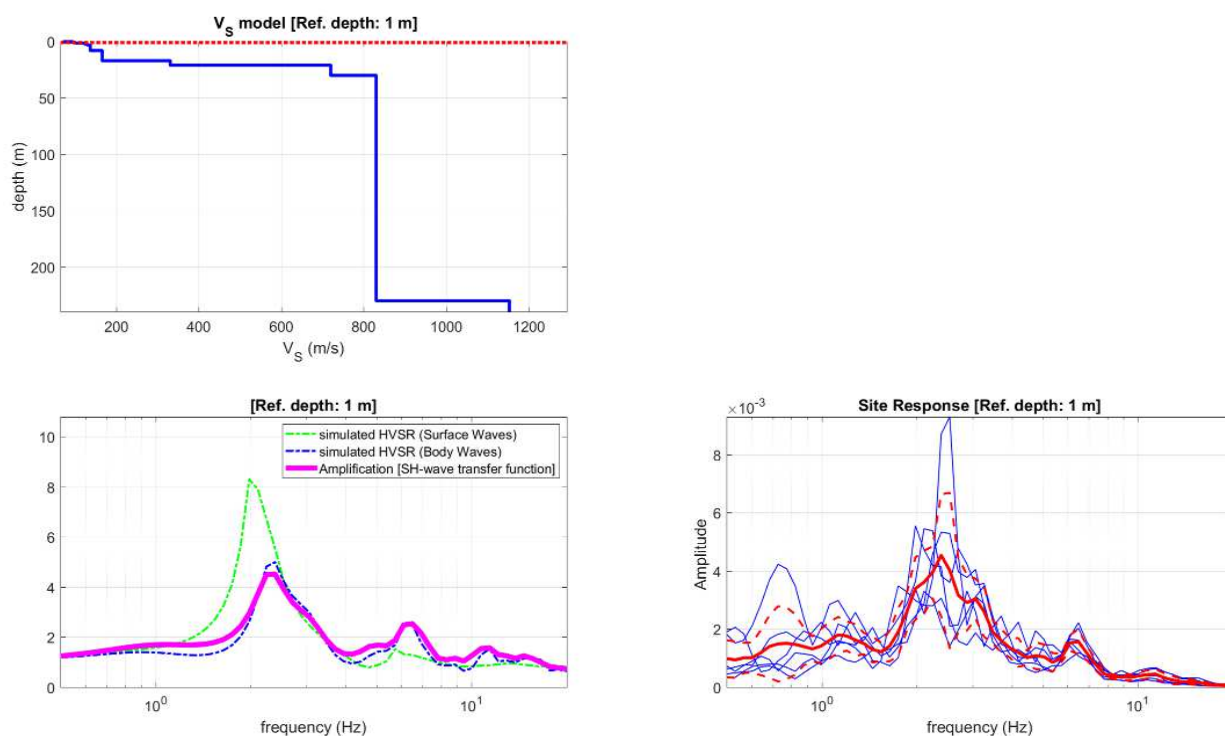 V_S model [Ref. depth: 1 m]
0
50
100
150
200
depth (m)
200 400 600 800 1000 1200
V_S (m/s)
[Ref. depth: 1 m]
10
8
6
4
2
0
simulated HVSR (Surface Waves)
simulated HVSR (Body Waves)
Amplification [SH-wave transfer function]
10^0 10^1
frequency (Hz)
Site Response [Ref. depth: 1 m]
×10^-3
8
6
4
2
0
Amplitude
10^0 10^1
frequency (Hz)